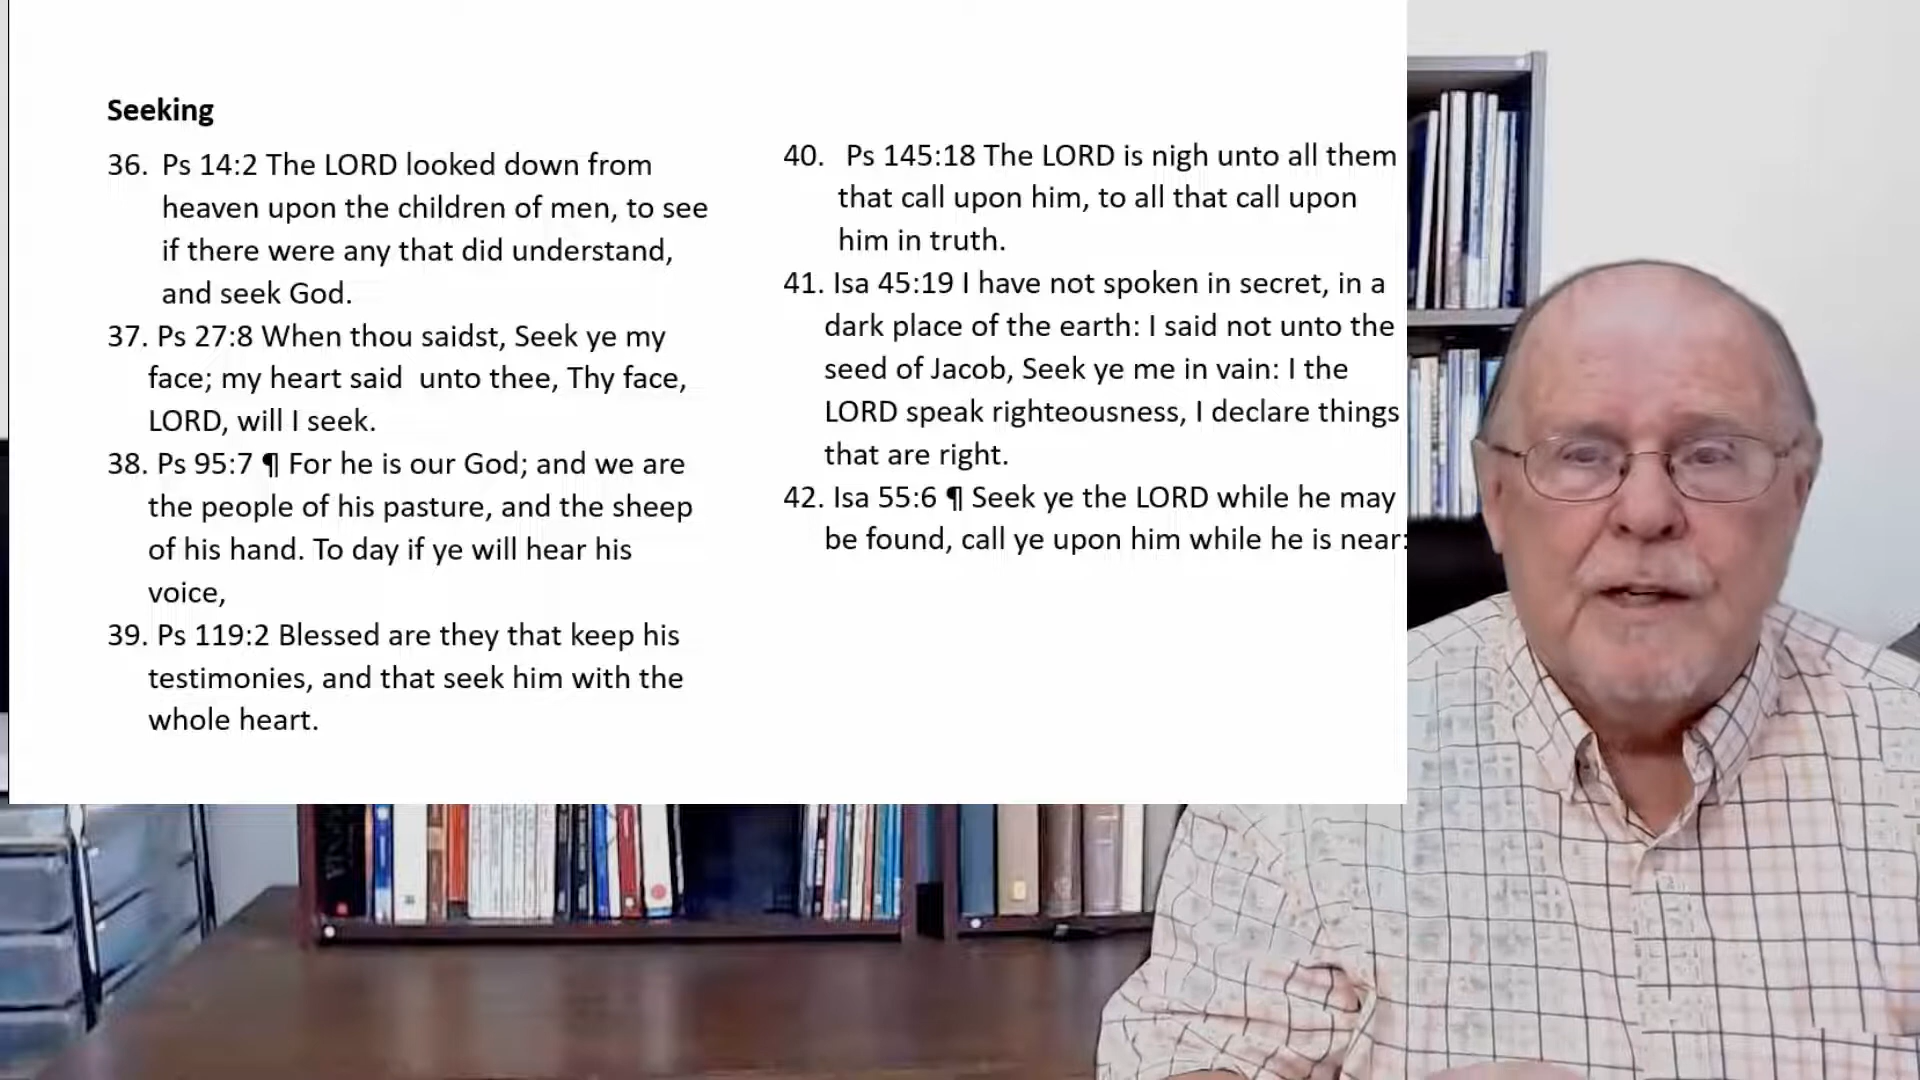 Seeking
36. Ps 14:2 The LORD looked down from
heaven upon the children of men, to see
if there were any that did understand,
and seek God.
37. Ps 27:8 When thou saidst, Seek ye my
face; my heart said  unto thee, Thy face,
LORD, will I seek.
38. Ps 95:7 ¶ For he is our God; and we are
the people of his pasture, and the sheep
of his hand. To day if ye will hear his
voice,
39. Ps 119:2 Blessed are they that keep his
testimonies, and that seek him with the
whole heart.
40.  Ps 145:18 The LORD is nigh unto all them
that call upon him, to all that call upon
him in truth.
41. Isa 45:19 I have not spoken in secret, in a
dark place of the earth: I said not unto the
seed of Jacob, Seek ye me in vain: I the
LORD speak righteousness, I declare things
that are right.
42. Isa 55:6 ¶ Seek ye the LORD while he may
be found, call ye upon him while he is near: